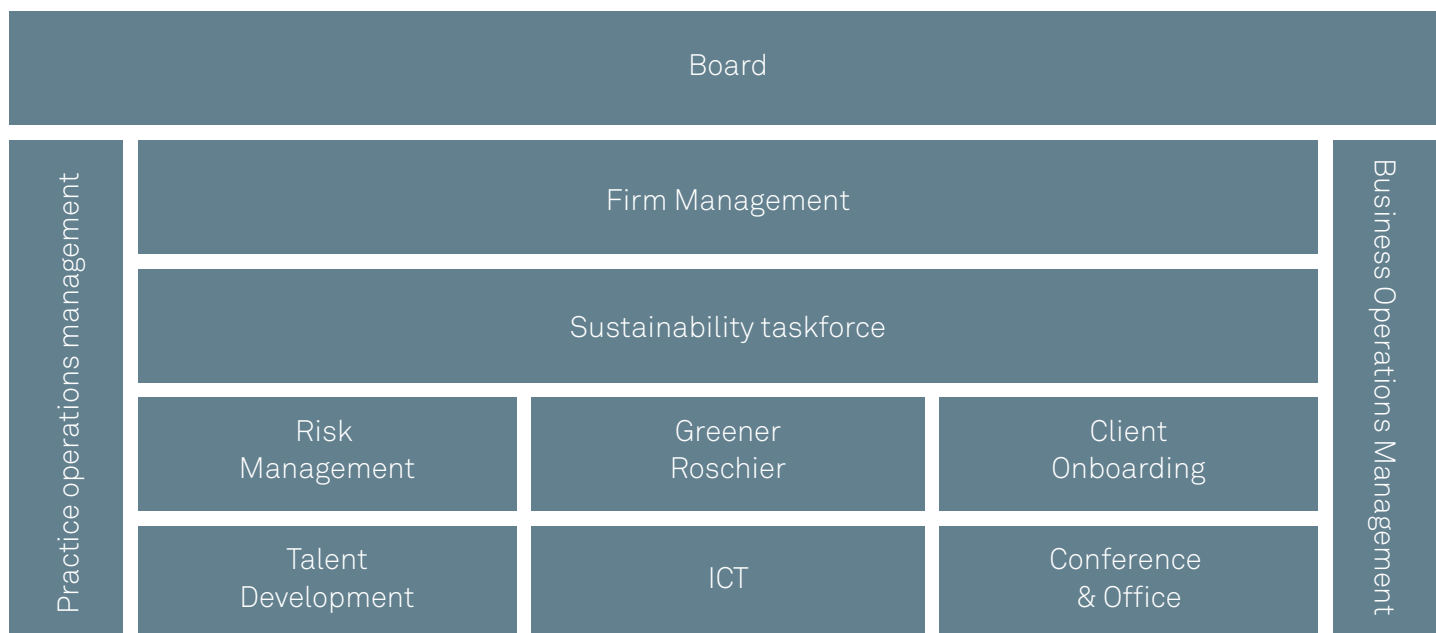 Board
Practice operations management
Firm Management
Business Operations Management
Sustainability taskforce
Risk
Management
Greener
Roschier
Client
Onboarding
Talent
Development
ICT
Conference
& Office